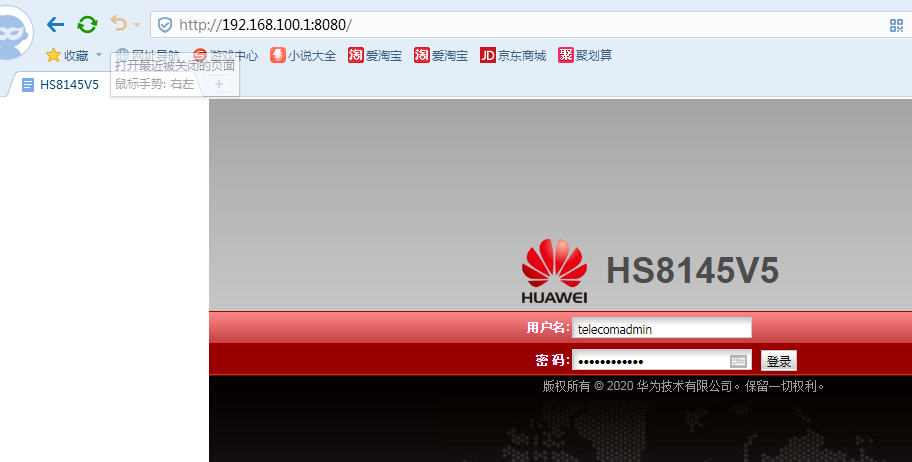 http://192.168.100.1:8080/
收藏 网址导航 游戏中心 小说大全 淘 爱淘宝 淘 爱淘宝 JD 京东商城 聚 聚划算
打开最近被关闭的页面
鼠标手势: 右左
HS8145V5
HUAWEI
HS8145V5
用户名: telecomadmin
密 码: ●●●●●●●●●●●● 登录
版权所有 © 2020 华为技术有限公司。保留一切权利。